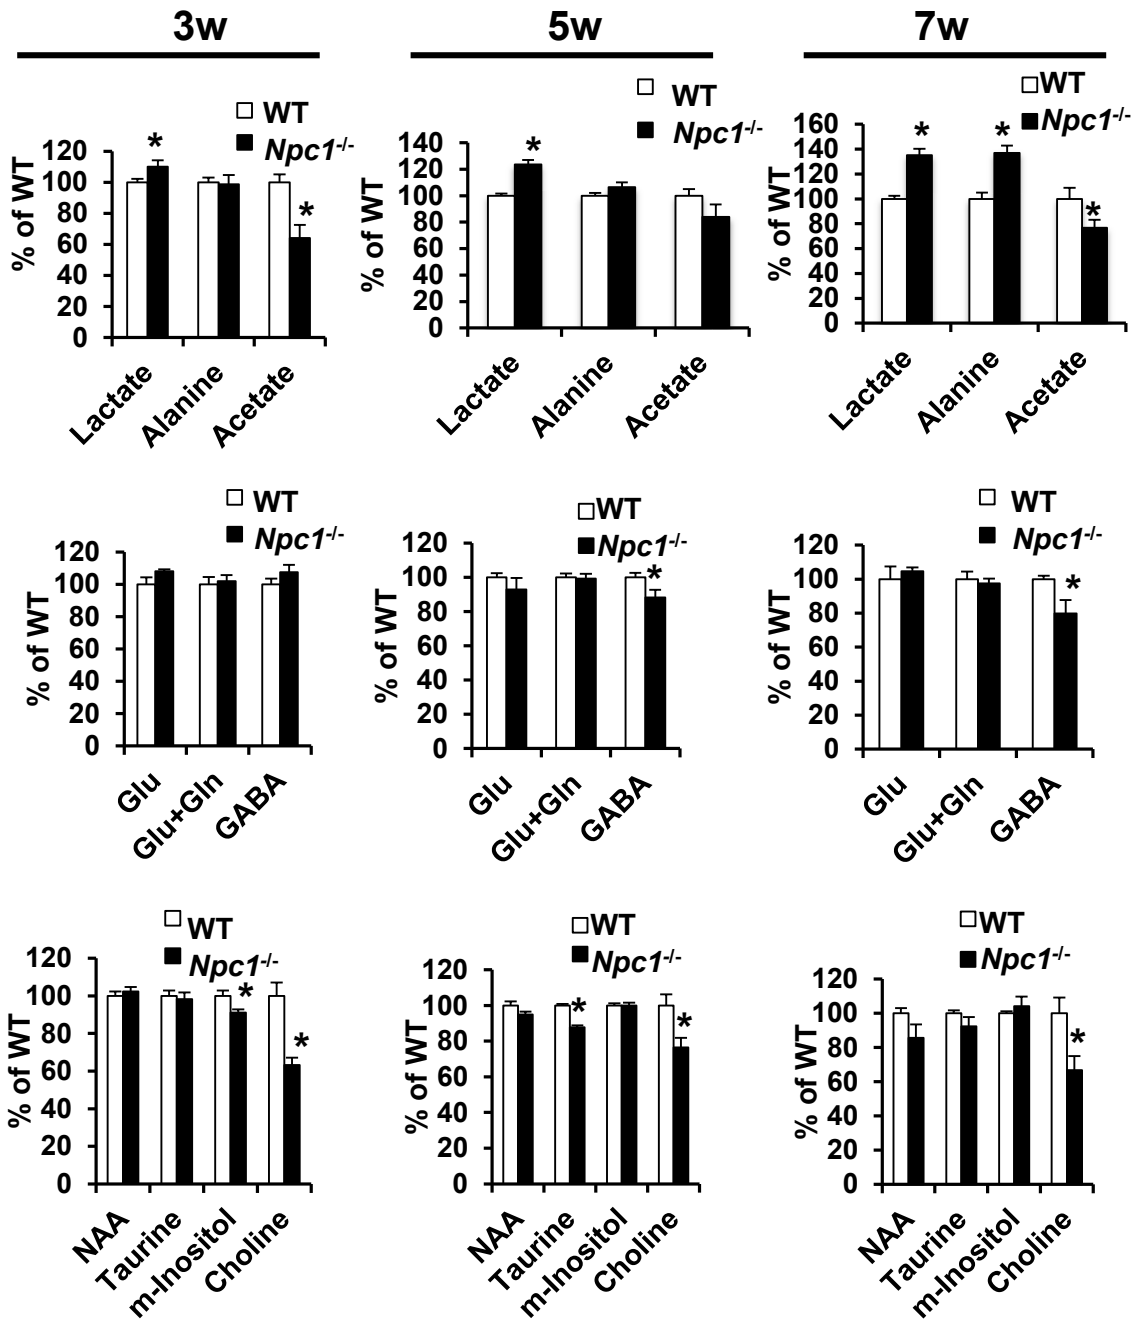 3w 5w 7w
WT
Npc1-/-
% of WT
120
100
80
60
40
20
0
Lactate Alanine Acetate
WT
Npc1-/-
% of WT
140
120
100
80
60
40
20
0
Lactate Alanine Acetate
WT
Npc1-/-
% of WT
160
140
120
100
80
60
40
20
0
Lactate Alanine Acetate
* * * * * * *
WT
Npc1-/-
% of WT
120
100
80
60
40
20
0
Glu Glu+Gln GABA
WT
Npc1-/-
% of WT
120
100
80
60
40
20
0
*
Glu Glu+Gln GABA
WT
Npc1-/-
% of WT
120
100
80
60
40
20
0
*
Glu Glu+Gln GABA
WT
Npc1-/-
% of WT
120
100
80
60
40
20
0
* *
NAA Taurine m-Inositol Choline
WT
Npc1-/-
% of WT
120
100
80
60
40
20
0
* *
NAA Taurine m-Inositol Choline
WT
Npc1-/-
% of WT
120
100
80
60
40
20
0
*
NAA Taurine m-Inositol Choline